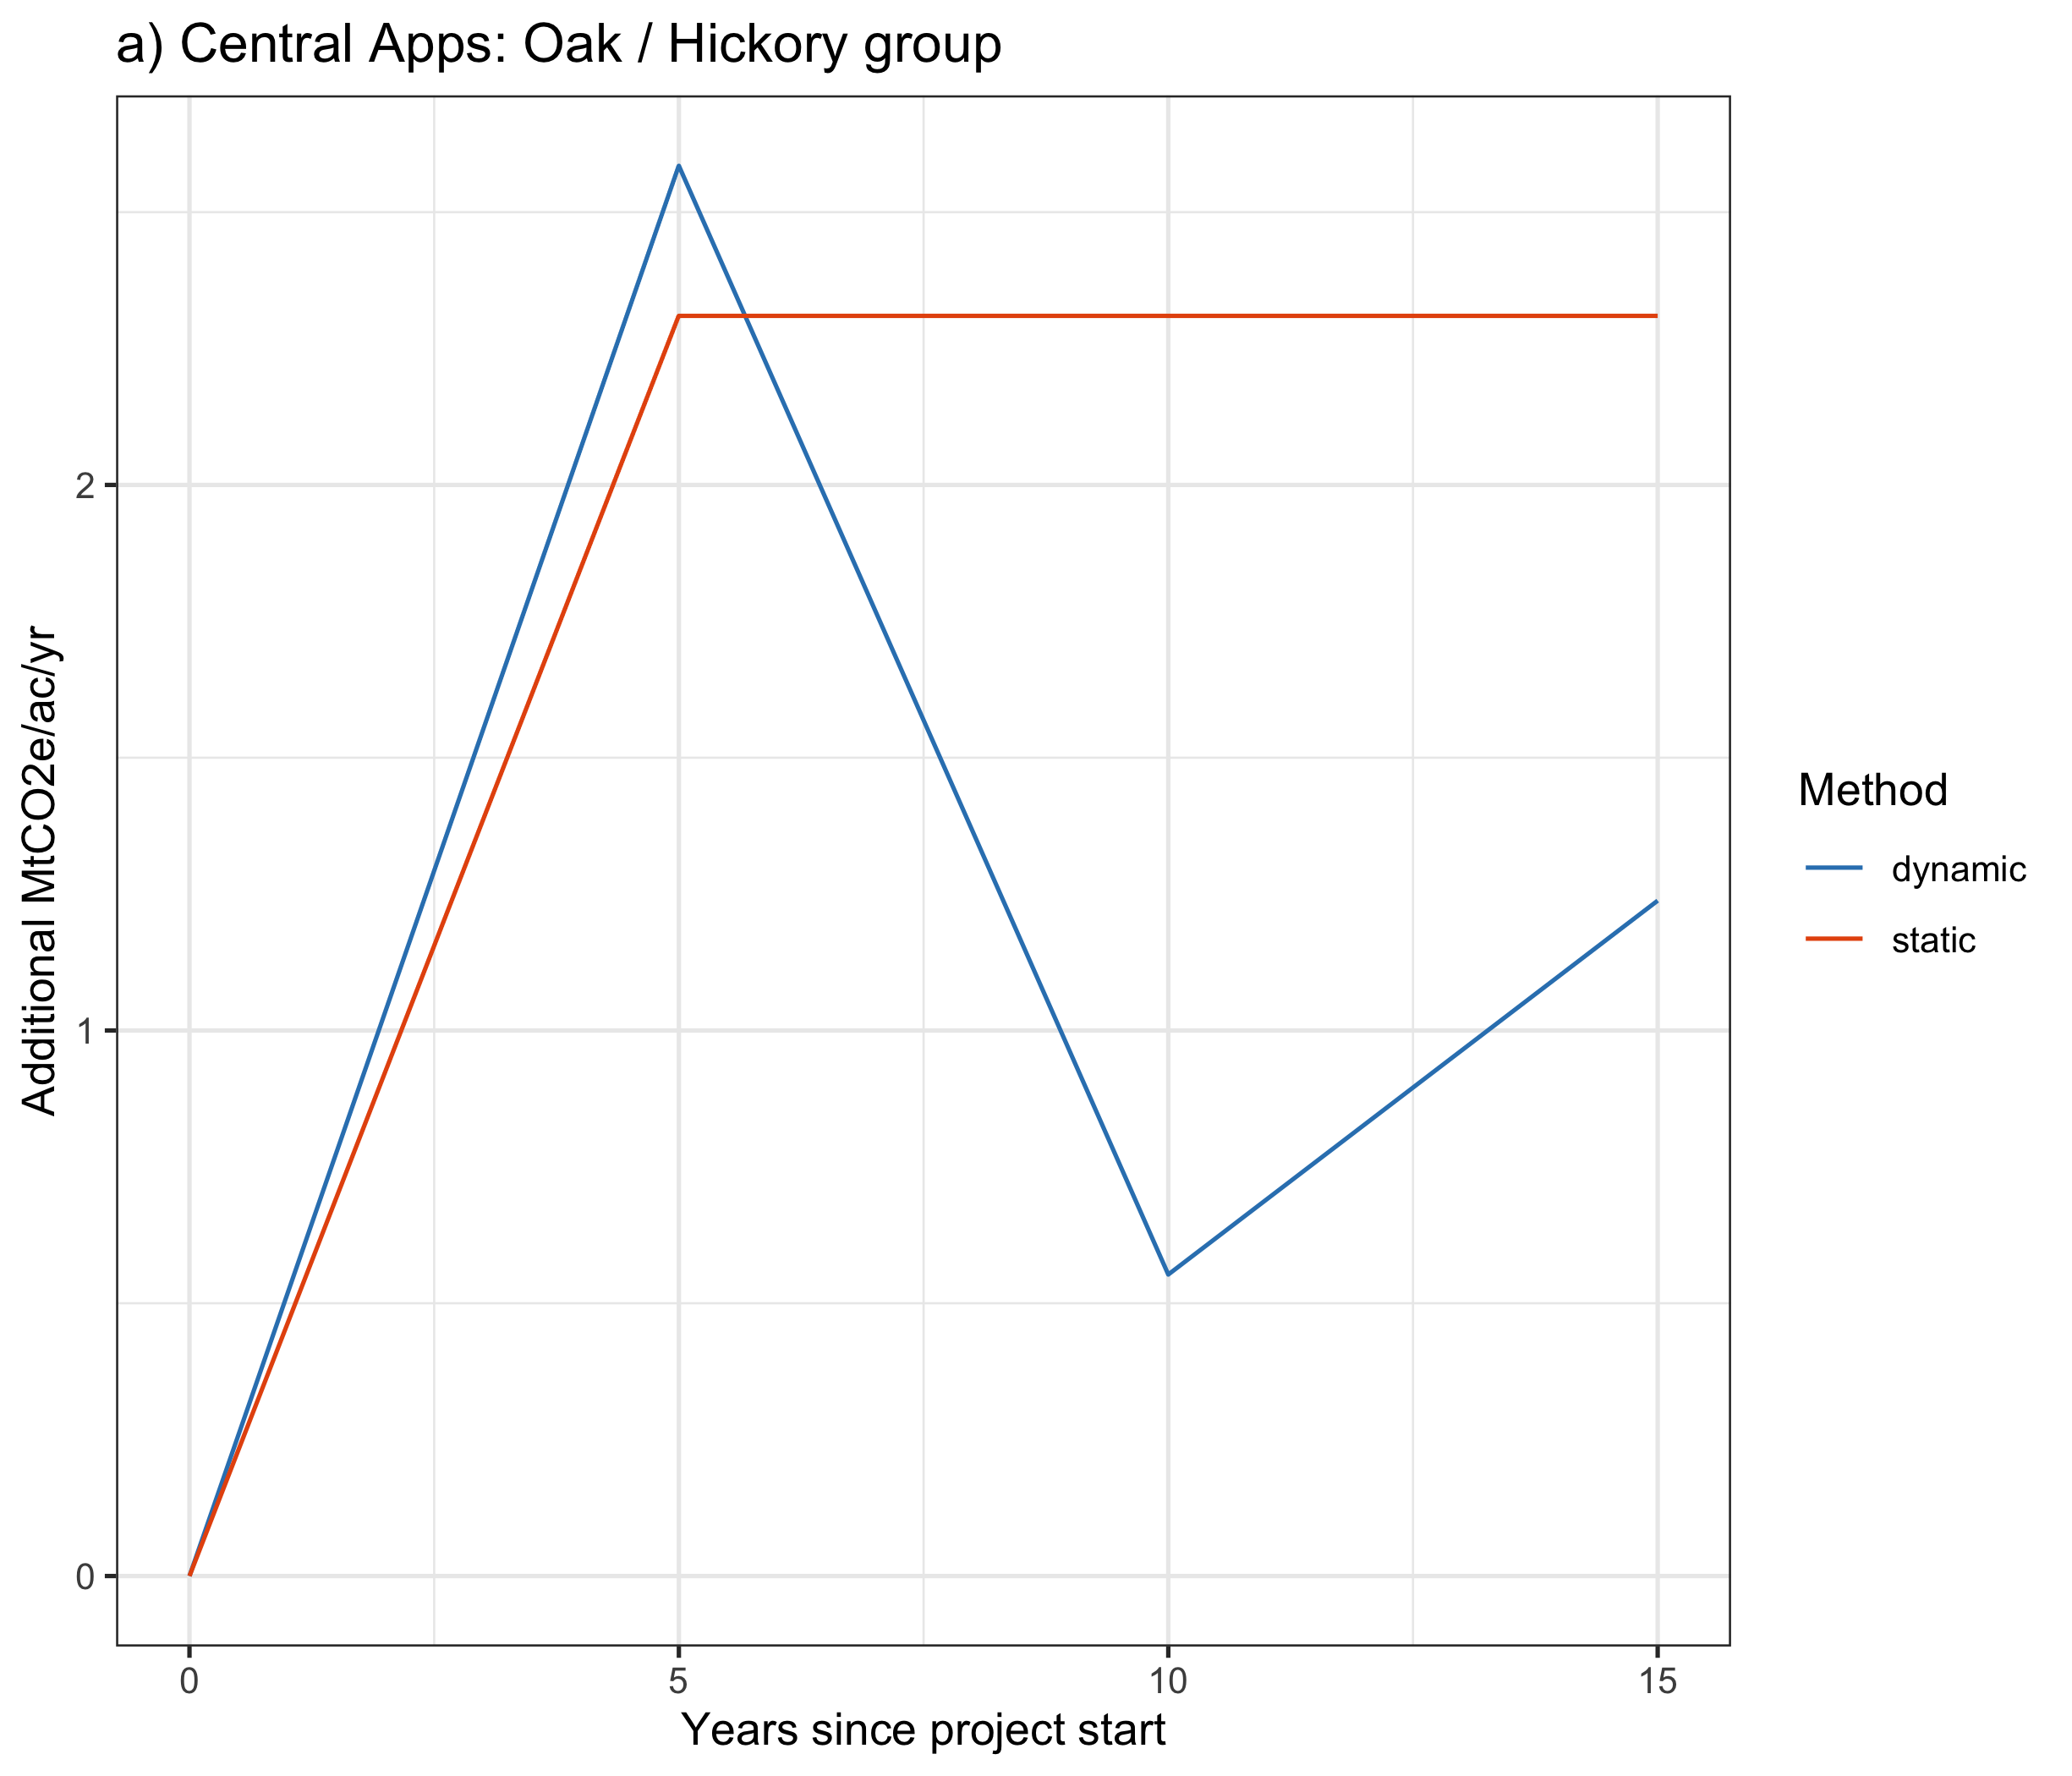 a) Central Apps: Oak / Hickory group
Additional MtCO2e/ac/yr
2
1
0
0 5 10 15
Years since project start
Method
dynamic
static